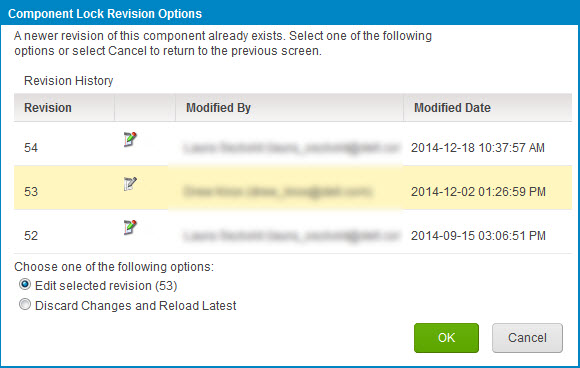 Component Lock Revision Options
A newer revision of this component already exists. Select one of the following
options or select Cancel to return to the previous screen.
Revision History
Revision Modified By Modified Date
54 2014-12-18 10:37:57 AM
53 2014-12-02 01:26:59 PM
52 2014-09-15 03:06:51 PM
Choose one of the following options:
Edit selected revision (53)
Discard Changes and Reload Latest
OK Cancel